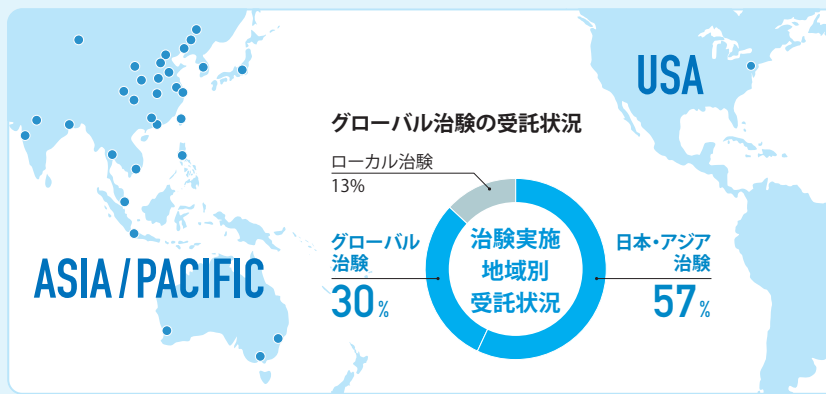 USA
グローバル治験の受託状況
ローカル治験
13%
グローバル
治験
30%
治験実施
地域別
受託状況
日本・アジア
治験
57%
ASIA / PACIFIC